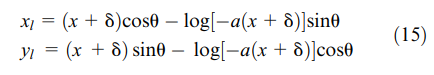 x_l = (x + δ)cosθ – log[–a(x + δ)]sinθ
y_l = (x + δ) sinθ – log[–a(x + δ)]cosθ
(15)